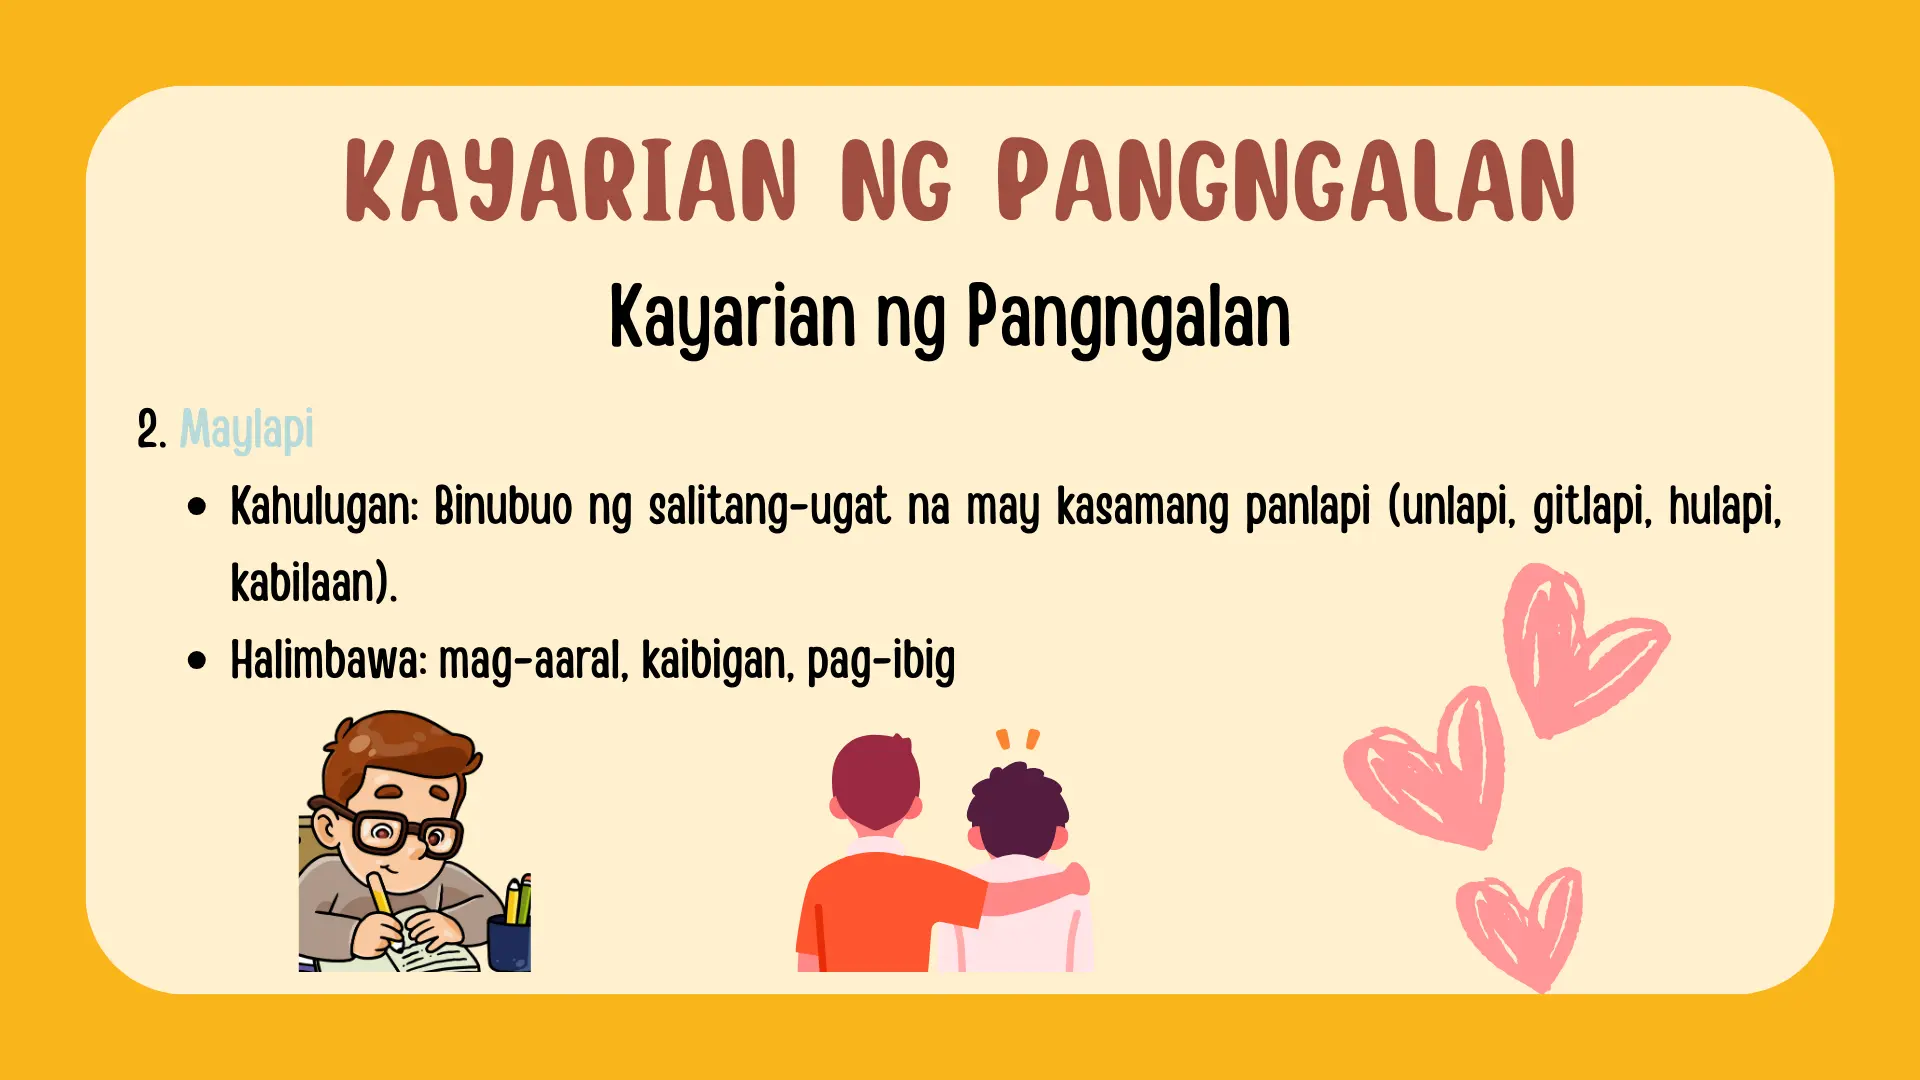 KAYARIAN NG PANGNGALAN
Kayarian ng Pangngalan
2. Maylapi
• Kahulugan: Binubuo ng salitang-ugat na may kasamang panlapi (unlapi, gitlapi, hulapi,
kabilaan).
• Halimbawa: mag-aaral, kaibigan, pag-ibig